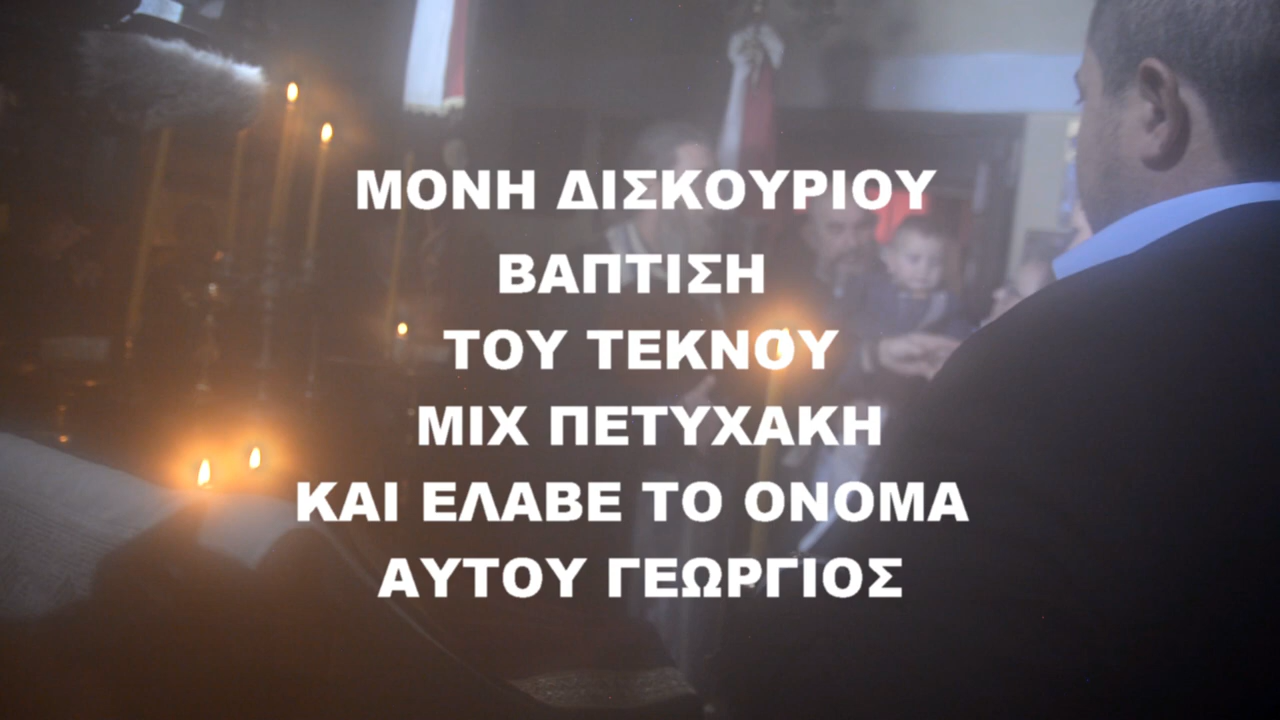 ΜΟΝΗ ΔΙΣΚΟΥΡΙΟΥ
ΒΑΠΤΙΣΗ
ΤΟΥ ΤΕΚΝΟΥ
ΜΙΧ ΠΕΤΥΧΑΚΗ
ΚΑΙ ΕΛΑΒΕ ΤΟ ΟΝΟΜΑ
ΑΥΤΟΥ ΓΕΩΡΓΙΟΣ